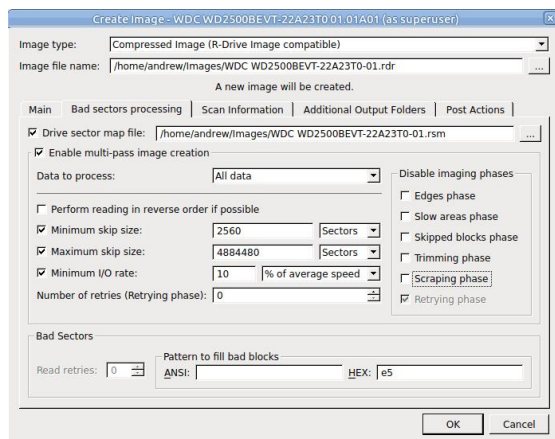 Create Image - WDC WD2500BEVT-22A23T0 01.01A01 (as superuser)
Image type: Compressed Image (R-Drive Image compatible)
Image file name: /home/andrew/Images/WDC WD2500BEVT-22A23T0-01.rdr ...
A new image will be created.
Main Bad sectors processing Scan Information Additional Output Folders Post Actions
Drive sector map file: /home/andrew/Images/WDC WD2500BEVT-22A23T0-01.rsm ...
Enable multi-pass image creation
Data to process: All data
Disable imaging phases
Edges phase
Perform reading in reverse order if possible
Slow areas phase
Minimum skip size: 2560 Sectors
Skipped blocks phase
Maximum skip size: 4884480 Sectors
Trimming phase
Minimum I/O rate: 10 % of average speed
Scraping phase
Number of retries (Retrying phase): 0
Retrying phase
Bad Sectors
Pattern to fill bad blocks
Read retries: 0 ANSI: HEX: e5
OK Cancel